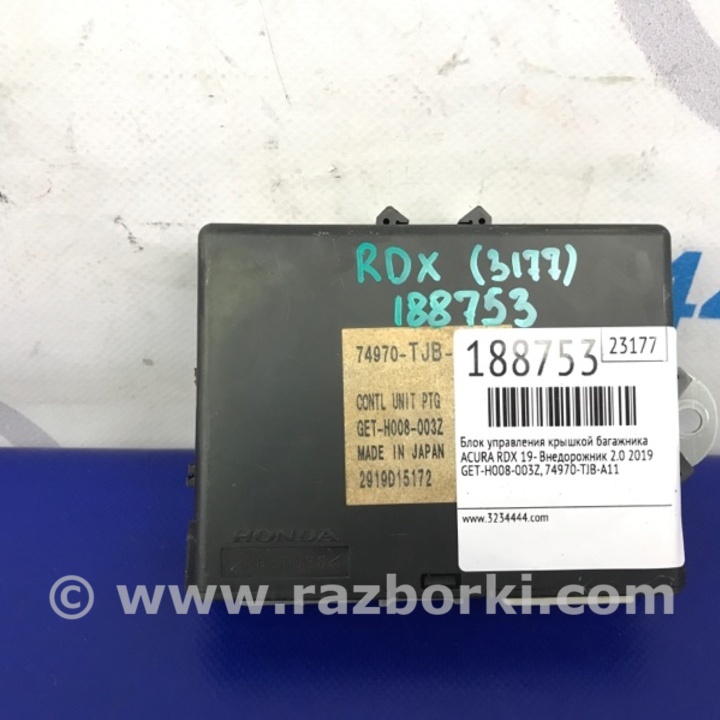 RDX (3177)
188753
74970-TJB-
CONTL UNIT PTG
GET-H008-003Z
MADE IN JAPAN
2919D15172
HONDA
188753
23177
Блок управления крышкой багажника
ACURA RDX 19- Внедорожник 2.0 2019
GET-H008-003Z, 74970-TJB-A11
www.3234444.com
© www.razborki.com